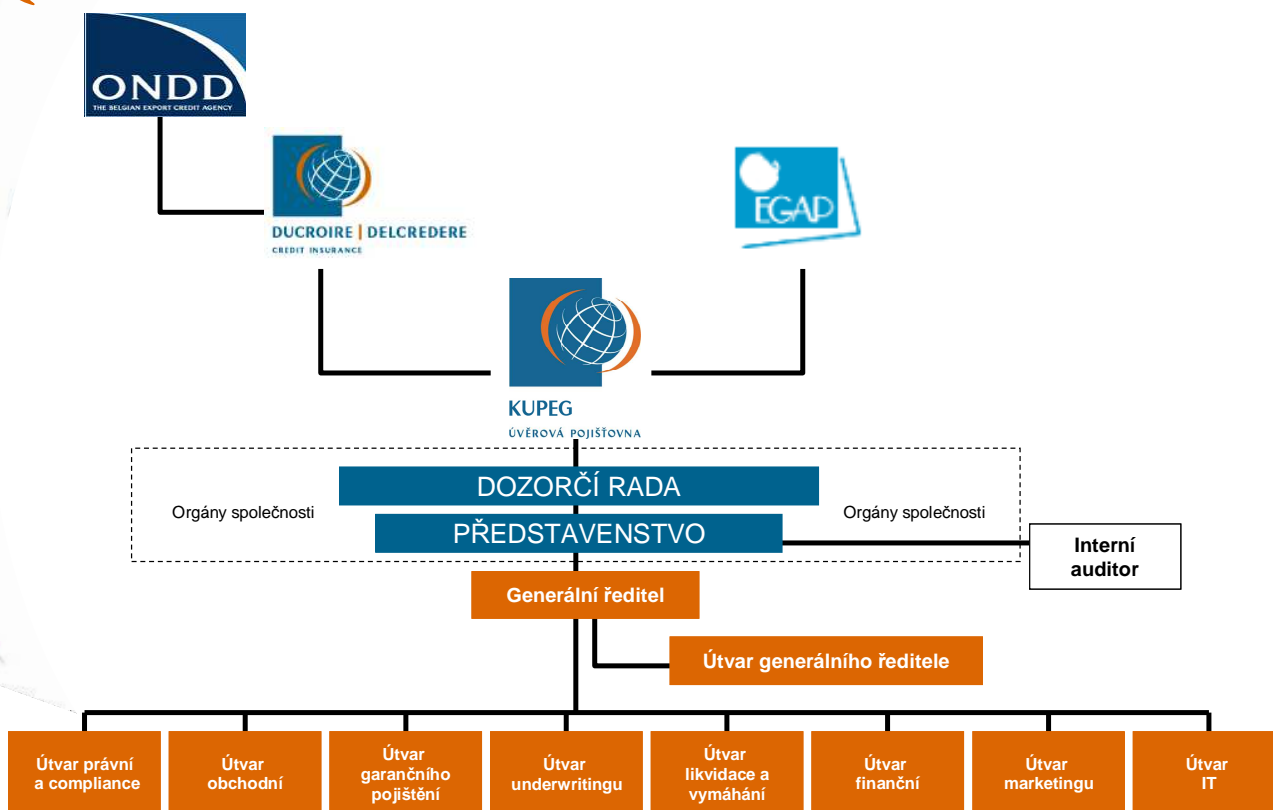 ONDD
THE BELGIAN EXPORT CREDIT AGENCY
DUCROIRE | DELCREDERE
CREDIT INSURANCE
EGAP
KUPEG
ÚVĚROVÁ POJIŠŤOVNA
DOZORČÍ RADA
Orgány společnosti
Orgány společnosti
PŘEDSTAVENSTVO
Interní
auditor
Generální ředitel
Útvar generálního ředitele
Útvar právní
a compliance
Útvar
obchodní
Útvar
garančního
pojištění
Útvar
underwritingu
Útvar
likvidace a
vymáhání
Útvar
finanční
Útvar
marketingu
Útvar
IT